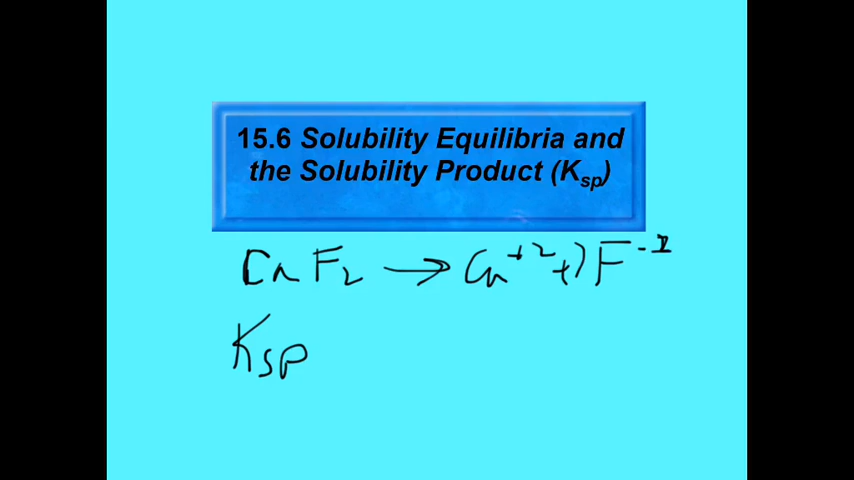 15.6 Solubility Equilibria and
the Solubility Product (Ksp)
CaF2 → Ca+2 + 2F-1
Ksp